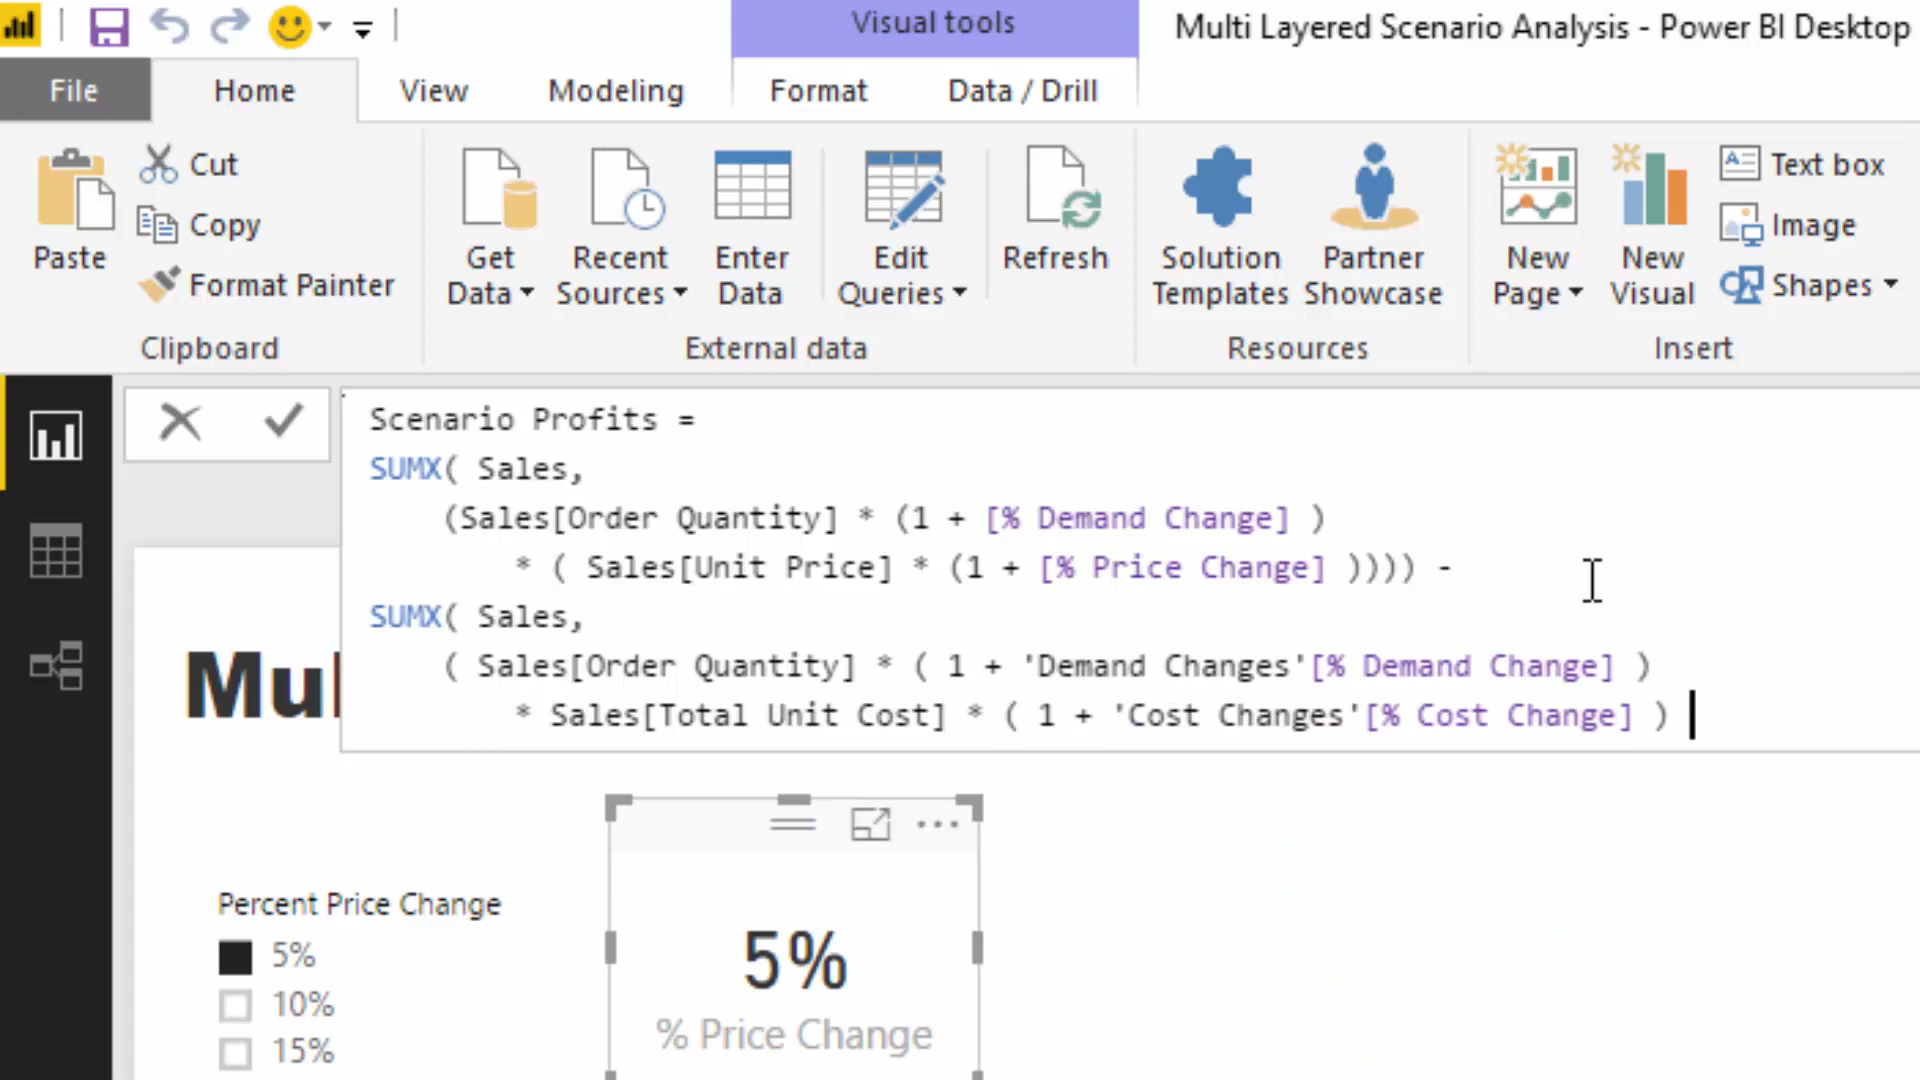 Visual tools
Multi Layered Scenario Analysis - Power BI Desktop
File
Home
View
Modeling
Format
Data / Drill
Paste
Cut
Copy
Format Painter
Clipboard
Get
Data
Recent
Sources
Enter
Data
Edit
Queries
Refresh
External data
Solution
Templates
Partner
Showcase
Resources
New
Page
New
Visual
Text box
Image
Shapes
Insert
Scenario Profits =
SUMX( Sales,
(Sales[Order Quantity] * (1 + [% Demand Change] )
* ( Sales[Unit Price] * (1 + [% Price Change] )))) -
SUMX( Sales,
( Sales[Order Quantity] * ( 1 + 'Demand Changes'[% Demand Change] )
* Sales[Total Unit Cost] * ( 1 + 'Cost Changes'[% Cost Change] )
Percent Price Change
5%
10%
15%
5%
% Price Change